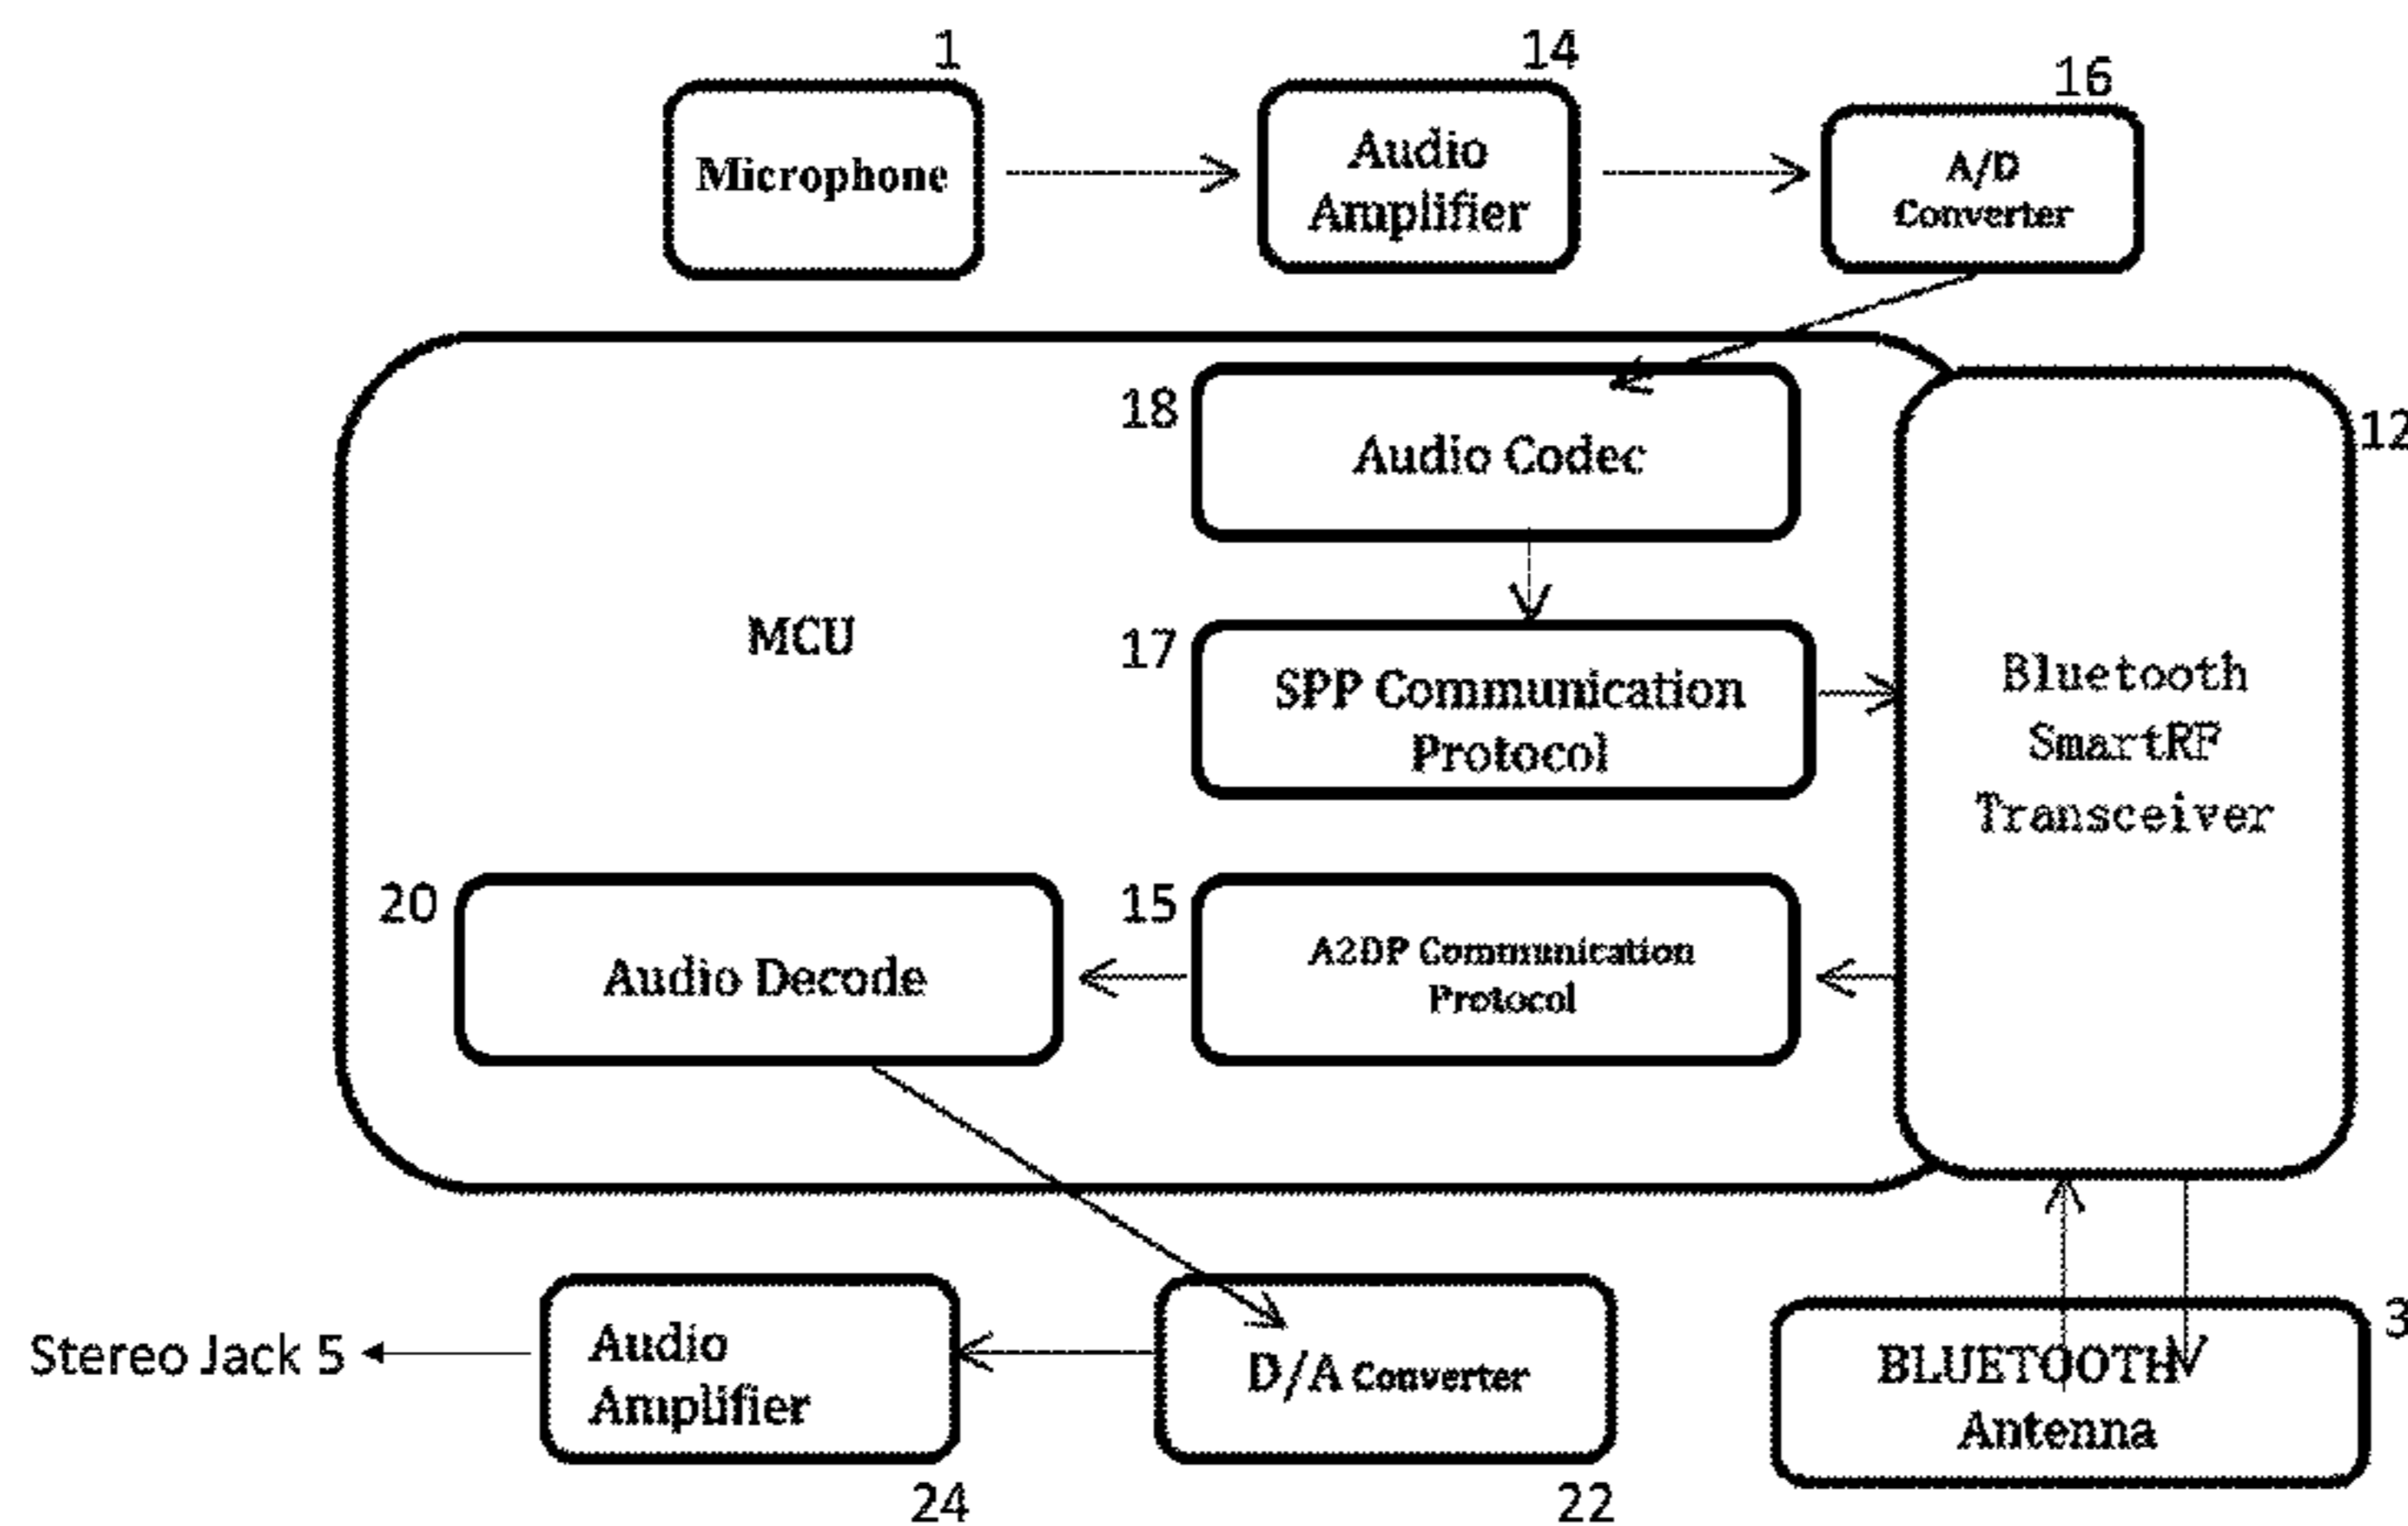 1
14
16
Microphone
Audio
Amplifier
A/D
Converter
18
Audio Codec
12
MCU
17
SPP Communication
Protocol
Bluetooth
SmartRF
Transceiver
20
Audio Decode
15
A2DP Communication
Protocol
Stereo Jack 5
Audio
Amplifier
D/A Converter
3
BLUETOOTH
Antenna
24
22